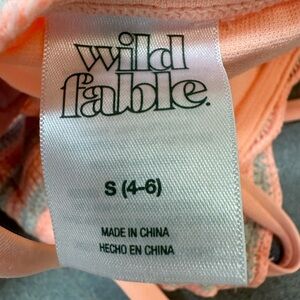 wild
fable.
S (4-6)
MADE IN CHINA
HECHO EN CHINA